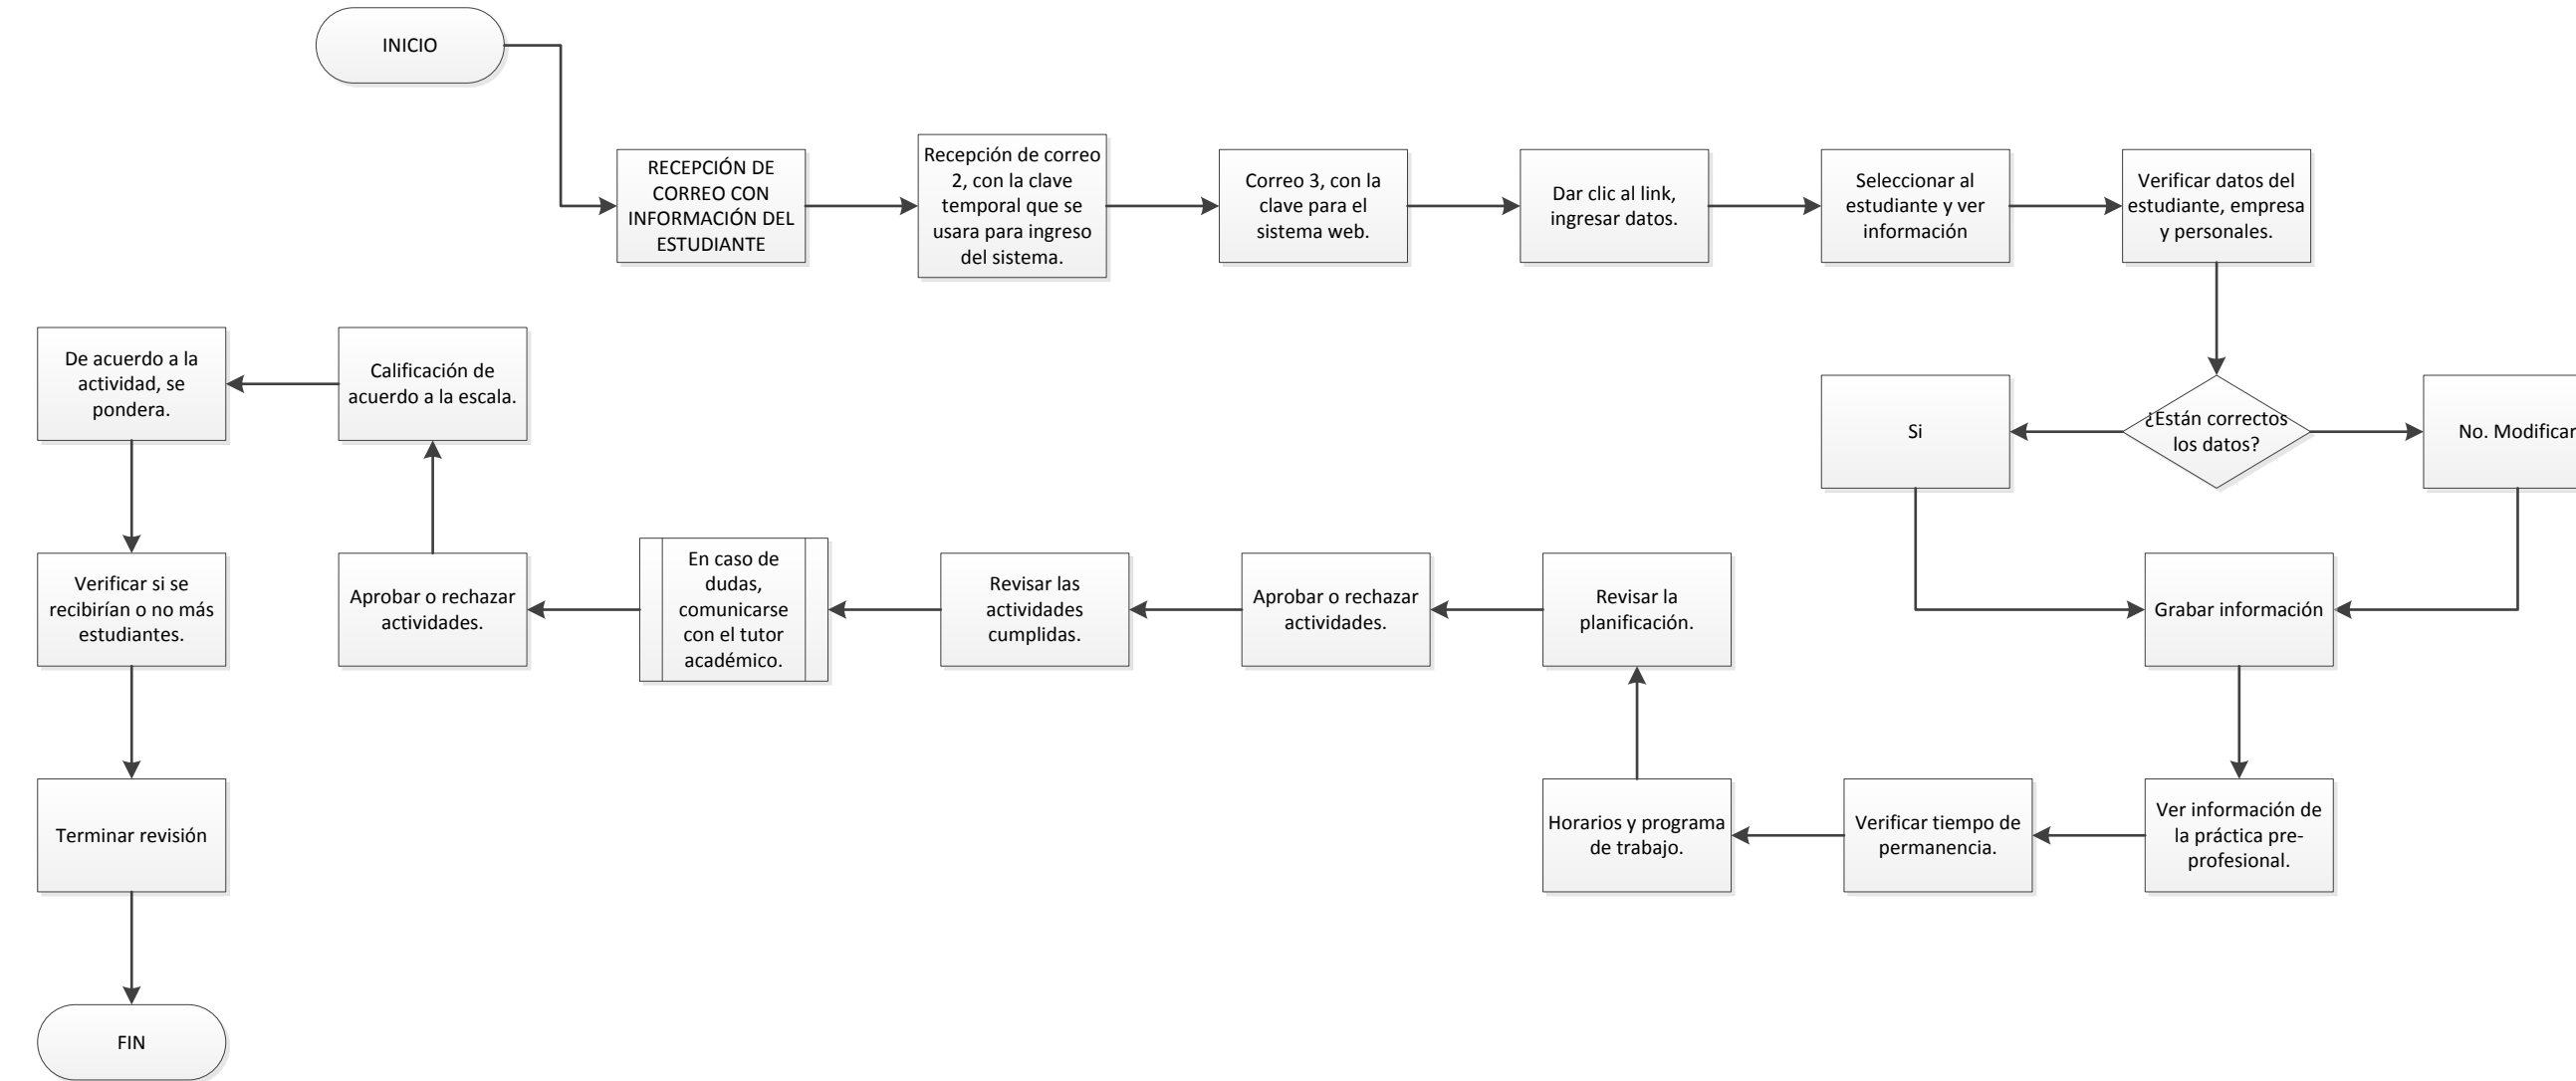 INICIO
RECEPCIÓN DE
CORREO CON
INFORMACIÓN DEL
ESTUDIANTE
Recepción de correo
2, con la clave
temporal que se
usara para ingreso
del sistema.
Correo 3, con la
clave para el
sistema web.
Dar clic al link,
ingresar datos.
Seleccionar al
estudiante y ver
información
Verificar datos del
estudiante, empresa
y personales.
¿Están correctos
los datos?
Si
No. Modificar
Grabar información
Ver información de
la práctica pre-
profesional.
Verificar tiempo de
permanencia.
Horarios y programa
de trabajo.
Revisar la
planificación.
Aprobar o rechazar
actividades.
Revisar las
actividades
cumplidas.
En caso de
dudas,
comunicarse
con el tutor
académico.
Aprobar o rechazar
actividades.
Calificación de
acuerdo a la escala.
De acuerdo a la
actividad, se
pondera.
Verificar si se
recibirían o no más
estudiantes.
Terminar revisión
FIN